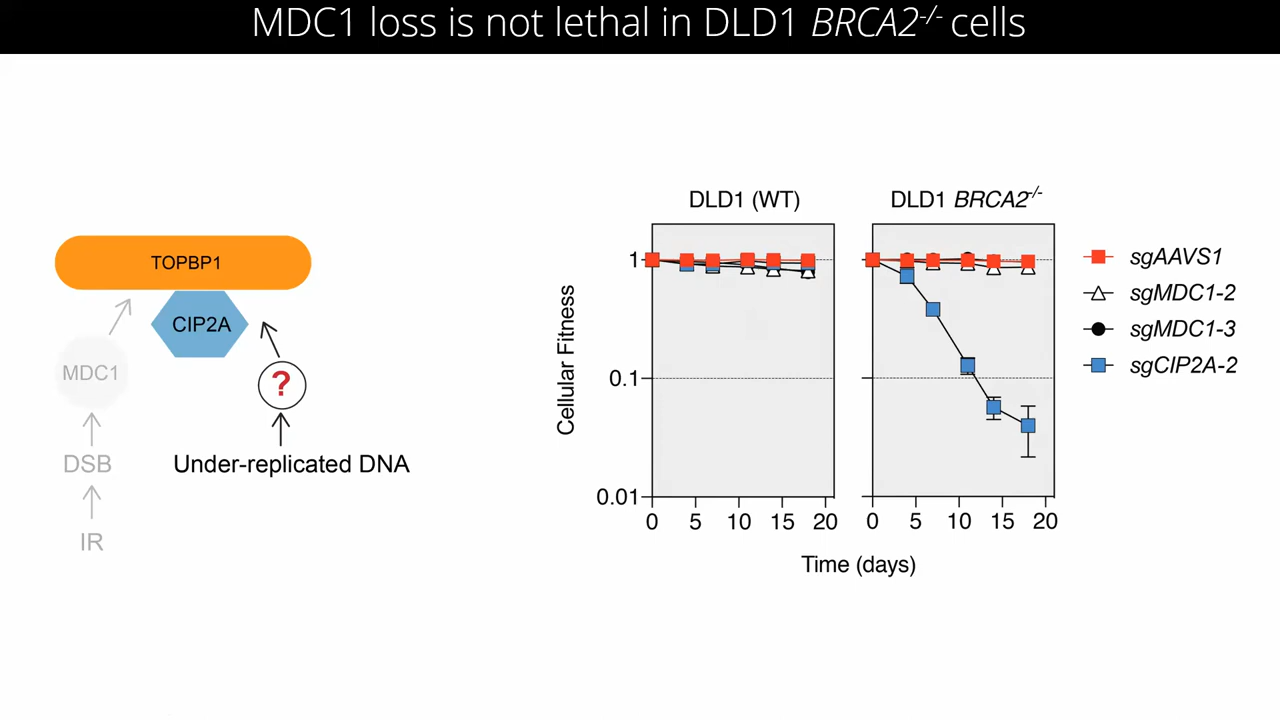 MDC1 loss is not lethal in DLD1 BRCA2-/- cells
TOPBP1
CIP2A
MDC1
?
DSB
Under-replicated DNA
IR
DLD1 (WT)
DLD1 BRCA2-/-
Cellular Fitness
1
0.1
0.01
0 5 10 15 20
0 5 10 15 20
Time (days)
sgAAVS1
sgMDC1-2
sgMDC1-3
sgCIP2A-2